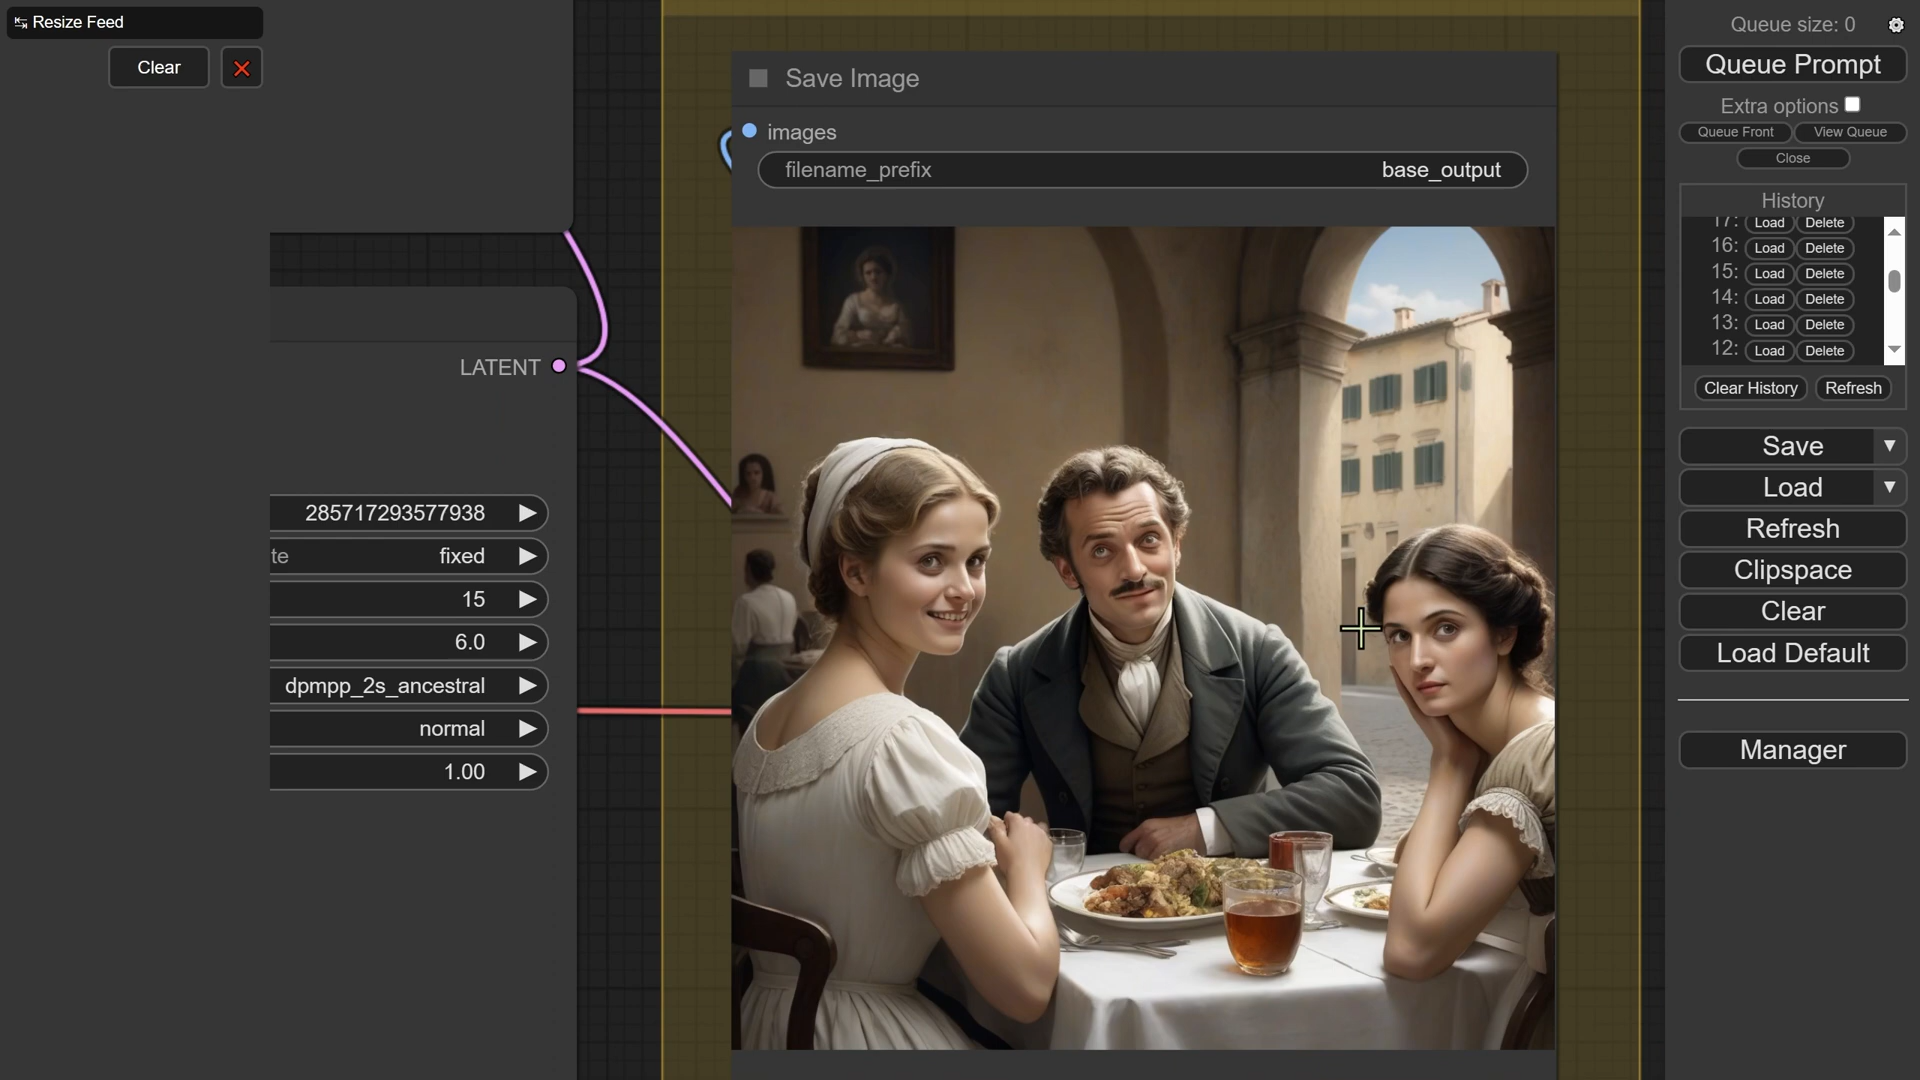 Resize Feed
Clear
LATENT
285717293577938
te fixed
15
6.0
dpmpp_2s_ancestral
normal
1.00
Save Image
images
filename_prefix base_output
Queue size: 0
Queue Prompt
Extra options
Queue Front View Queue
Close
History
17: Load Delete
16: Load Delete
15: Load Delete
14: Load Delete
13: Load Delete
12: Load Delete
Clear History Refresh
Save
Load
Refresh
Clipspace
Clear
Load Default
Manager